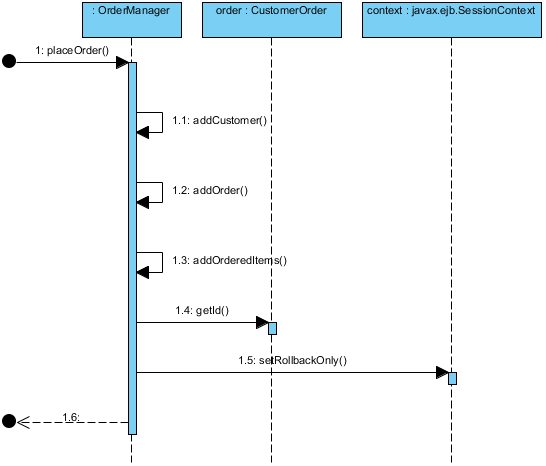 : OrderManager
order : CustomerOrder
context : javax.ejb.SessionContext
1: placeOrder()
1.1: addCustomer()
1.2: addOrder()
1.3: addOrderedItems()
1.4: getId()
1.5: setRollbackOnly()
1.6: